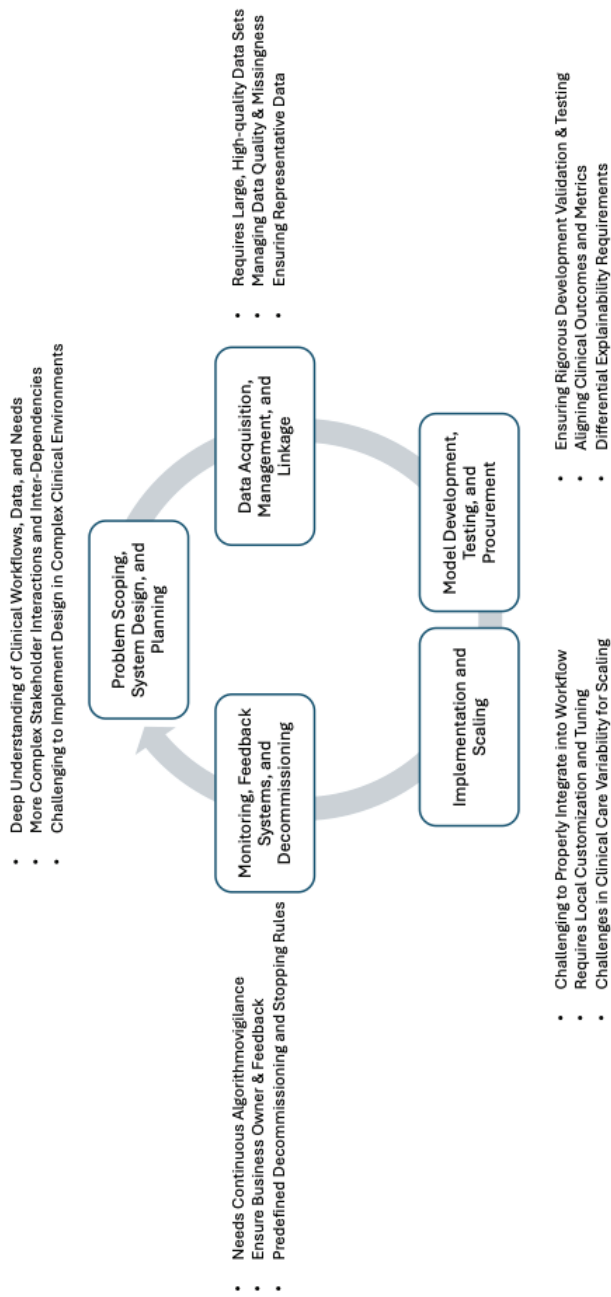 • Deep Understanding of Clinical Workflows, Data, and Needs
• More Complex Stakeholder Interactions and Inter-Dependencies
• Challenging to Implement Design in Complex Clinical Environments
Problem Scoping,
System Design, and
Planning
Data Acquisition,
Management, and
Linkage
• Requires Large, High-quality Data Sets
• Managing Data Quality & Missingness
• Ensuring Representative Data
Model Development,
Testing, and
Procurement
• Ensuring Rigorous Development Validation & Testing
• Aligning Clinical Outcomes and Metrics
• Differential Explainability Requirements
Implementation and
Scaling
• Challenging to Properly Integrate into Workflow
• Requires Local Customization and Tuning
• Challenges in Clinical Care Variability for Scaling
Monitoring, Feedback
Systems, and
Decommissioning
• Needs Continuous Algorithmovigilance
• Ensure Business Owner & Feedback
• Predefined Decommissioning and Stopping Rules